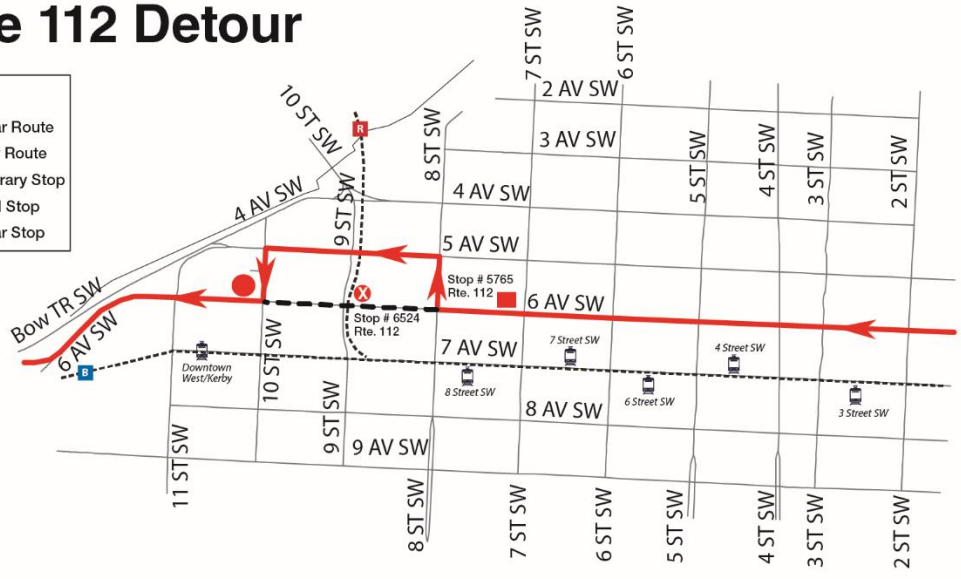 e 112 Detour
ar Route
Route
rary Stop
Stop
ar Stop
7 ST SW
6 ST SW
2 AV SW
10 ST SW
R
8 ST SW
3 AV SW
5 ST SW
4 ST SW
3 ST SW
2 ST SW
4 AV SW
4 AV SW
9 ST SW
5 AV SW
Stop # 5765
Rte. 112
6 AV SW
X
Stop # 6524
Rte. 112
Bow TR SW
6 AV SW
B
Downtown
West/Kerby
10 ST SW
7 AV SW
7 Street SW
4 Street SW
8 Street SW
6 Street SW
3 Street SW
8 AV SW
9 ST SW
9 AV SW
11 ST SW
8 ST SW
7 ST SW
6 ST SW
5 ST SW
4 ST SW
3 ST SW
2 ST SW